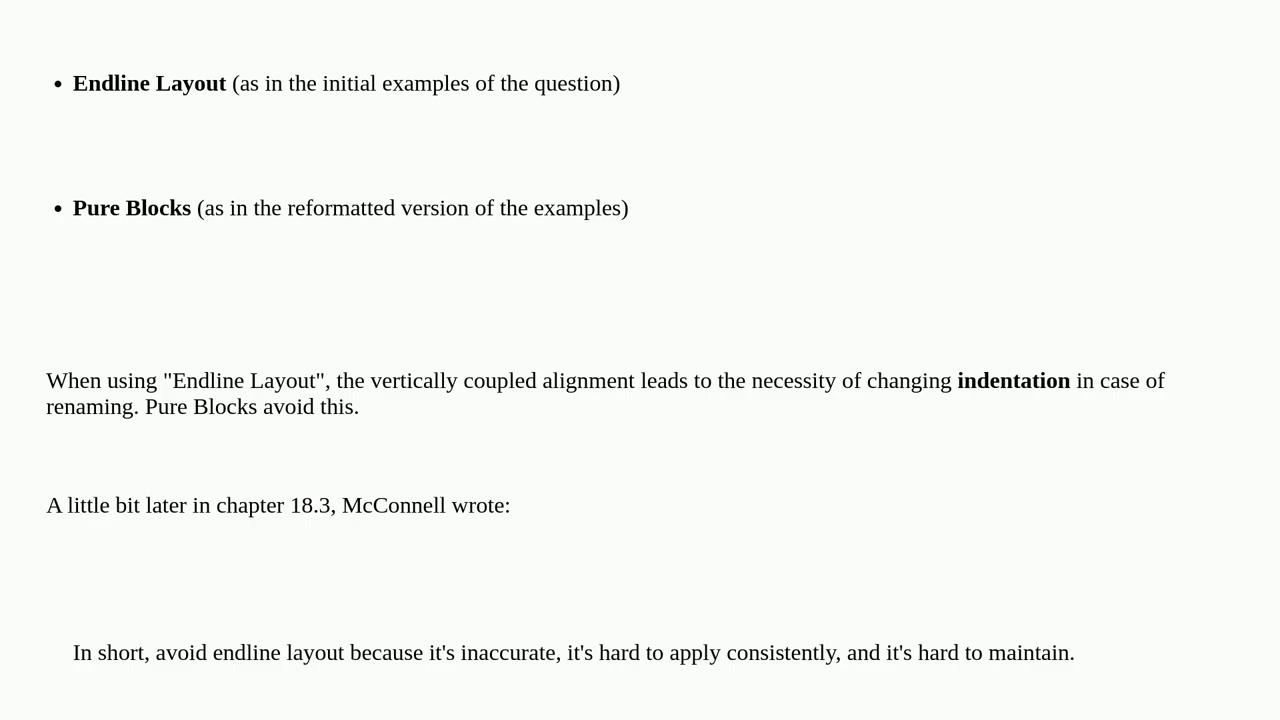 • Endline Layout (as in the initial examples of the question)
• Pure Blocks (as in the reformatted version of the examples)
When using "Endline Layout", the vertically coupled alignment leads to the necessity of changing indentation in case of
renaming. Pure Blocks avoid this.
A little bit later in chapter 18.3, McConnell wrote:
In short, avoid endline layout because it's inaccurate, it's hard to apply consistently, and it's hard to maintain.